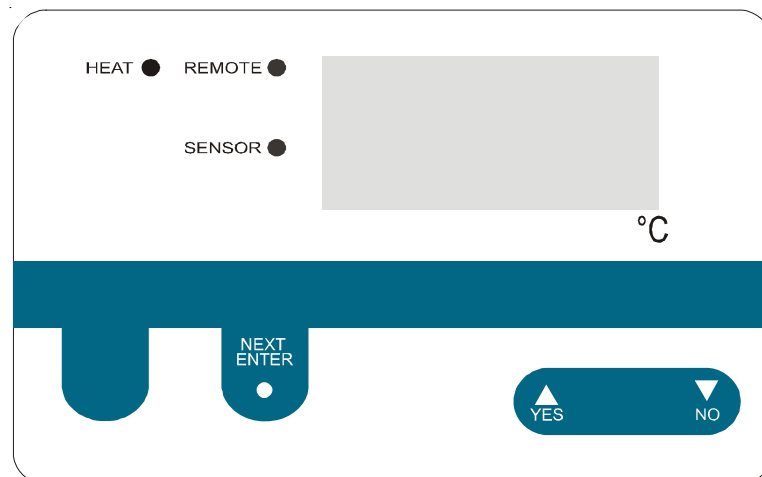 HEAT REMOTE
SENSOR
°C
NEXT
ENTER
YES NO